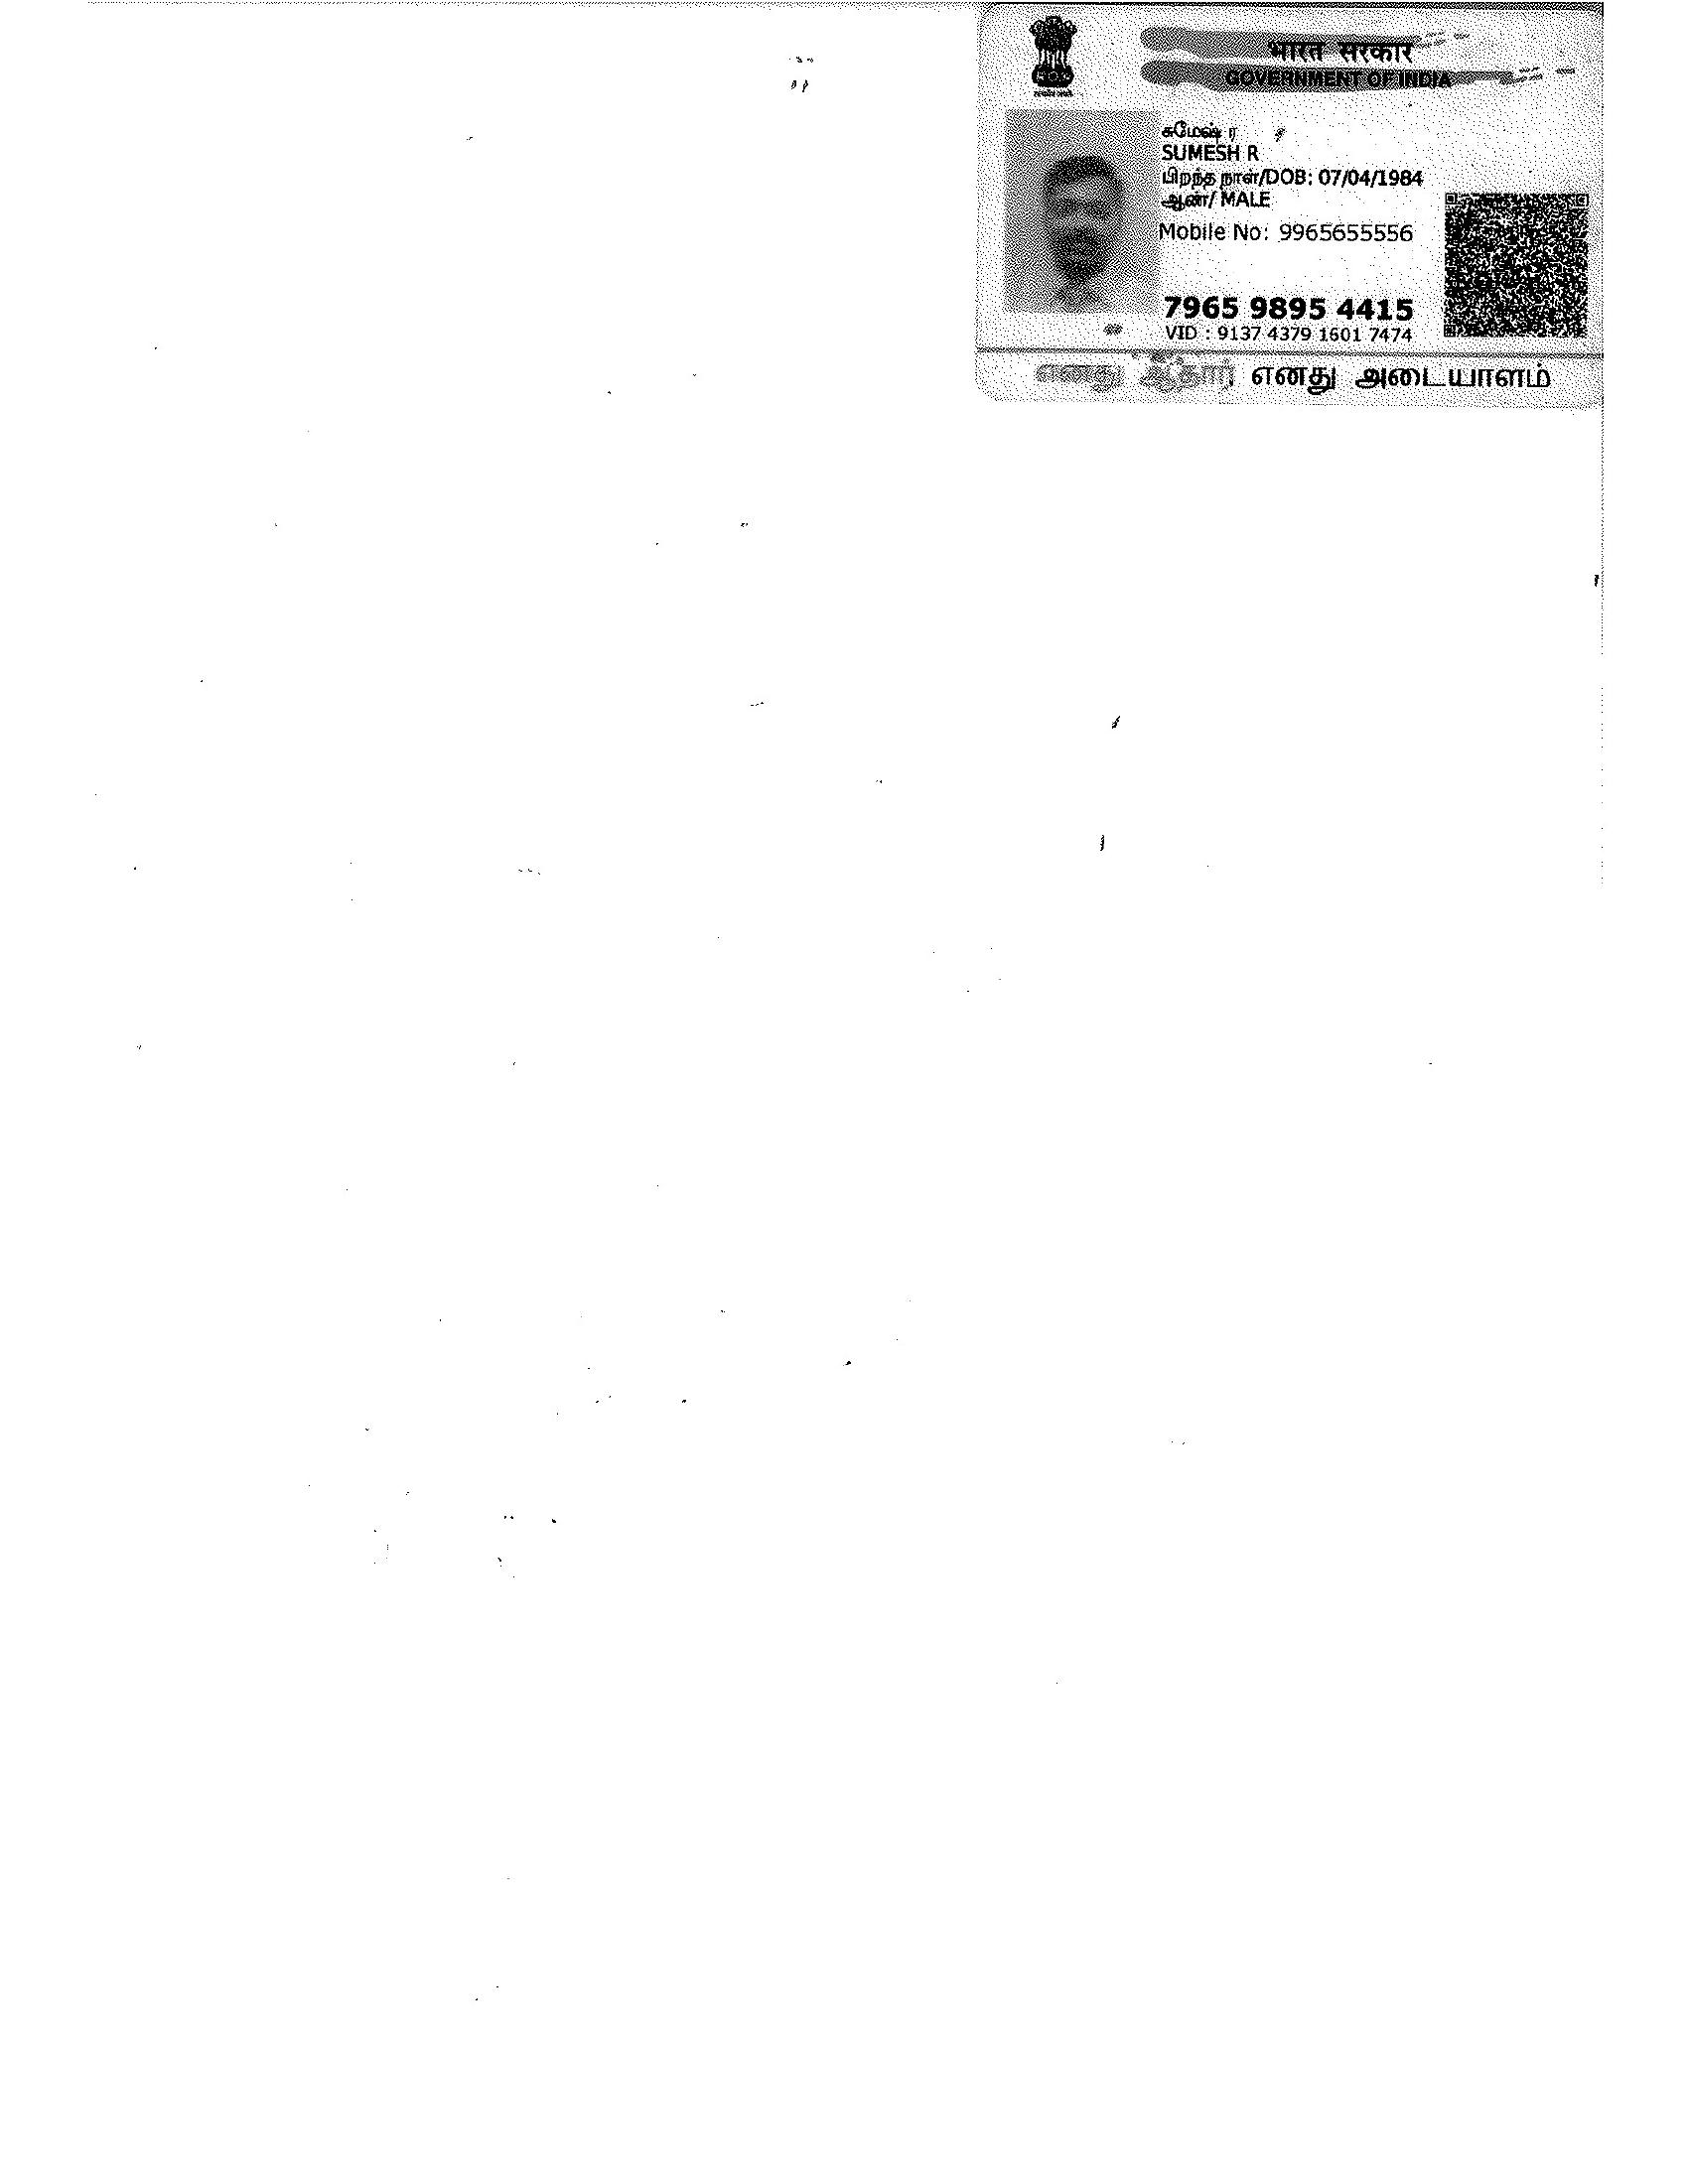 भारत सरकार
GOVERNMENT OF INDIA
சுமேஷ் ர
SUMESH R
பிறந்த நாள்/DOB: 07/04/1984
ஆண்/ MALE
Mobile No: 9965655556
7965 9895 4415
VID : 9137 4379 1601 7474
எனது ஆதார், எனது அடையாளம்